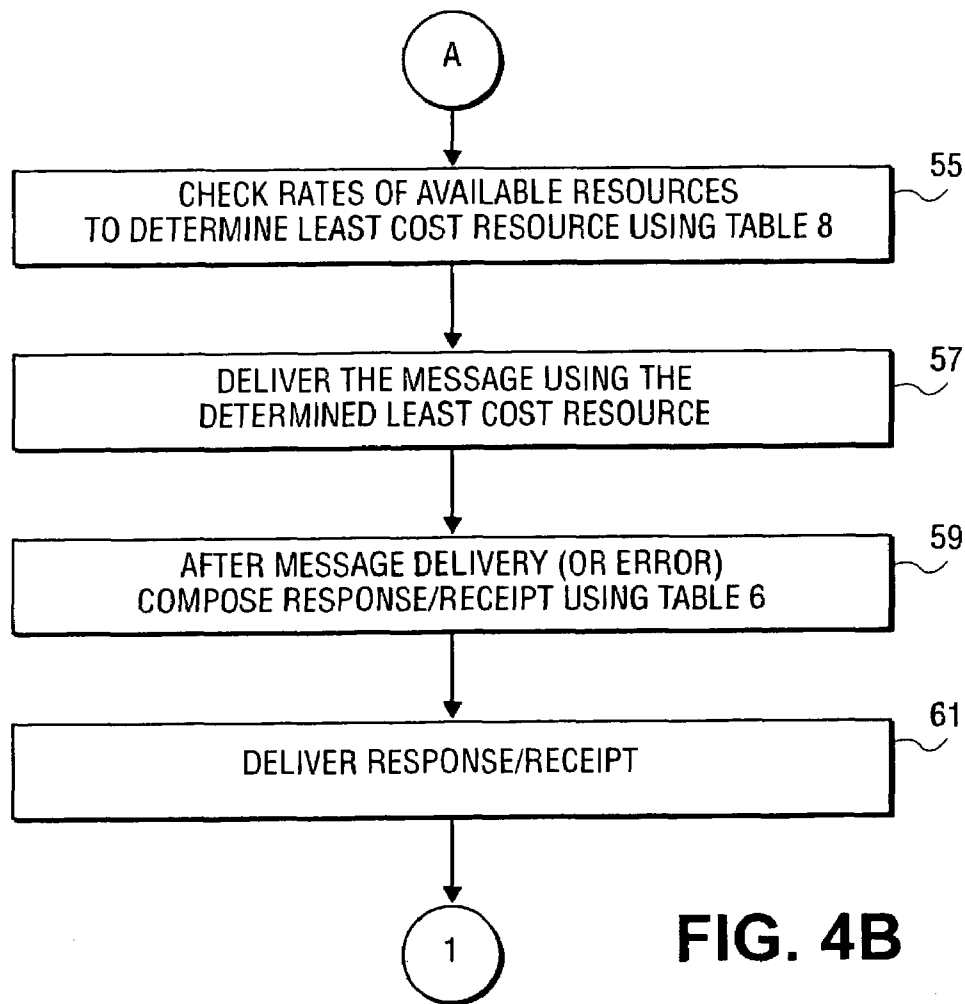 A
55
CHECK RATES OF AVAILABLE RESOURCES
TO DETERMINE LEAST COST RESOURCE USING TABLE 8
57
DELIVER THE MESSAGE USING THE
DETERMINED LEAST COST RESOURCE
59
AFTER MESSAGE DELIVERY (OR ERROR)
COMPOSE RESPONSE/RECEIPT USING TABLE 6
61
DELIVER RESPONSE/RECEIPT
1
FIG. 4B